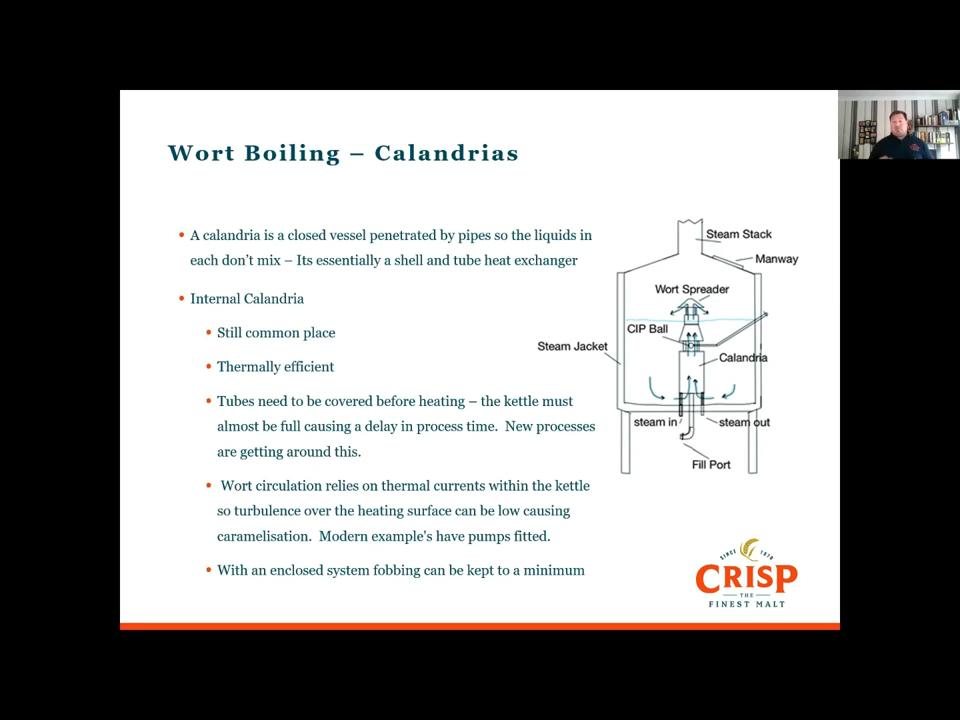 Wort Boiling – Calandrias
• A calandria is a closed vessel penetrated by pipes so the liquids in
each don't mix – Its essentially a shell and tube heat exchanger
• Internal Calandria
• Still common place
• Thermally efficient
• Tubes need to be covered before heating – the kettle must
almost be full causing a delay in process time. New processes
are getting around this.
• Wort circulation relies on thermal currents within the kettle
so turbulence over the heating surface can be low causing
caramelisation. Modern example's have pumps fitted.
• With an enclosed system fobbing can be kept to a minimum
Steam Stack
Manway
Wort Spreader
CIP Ball
Steam Jacket
Calandria
steam in
steam out
Fill Port
SINCE 1870
CRISP
THE
FINEST MALT